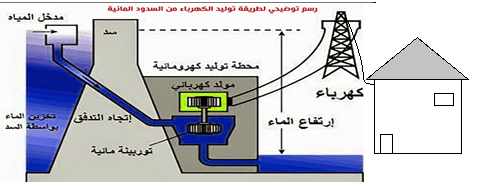 رسم توضيحي لطريقة توليد الكهرباء من السدود المائية
مدخل المياه
سد
محطة توليد كهرومائية
مولد كهربائي
كهرباء
تخزين الماء
بواسطة السد
إتجاه التدفق
إرتفاع الماء
توربينة مائية